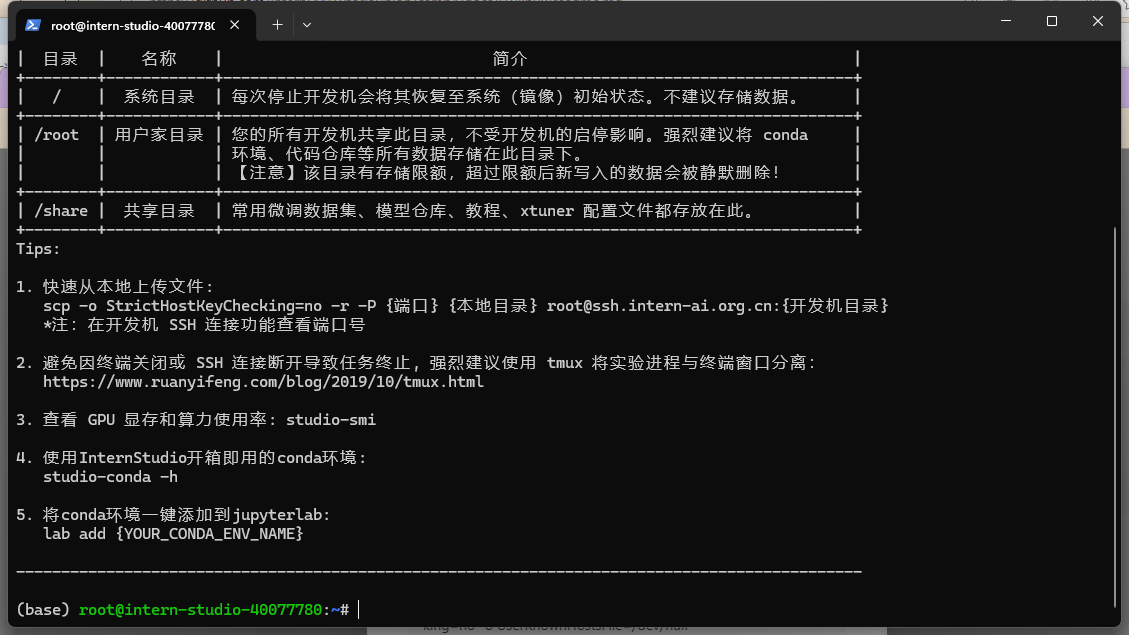 root@intern-studio-4007778
| 目录 | 名称 | 简介 |
| / | 系统目录 | 每次停止开发机会将其恢复至系统（镜像）初始状态。不建议存储数据。 |
| /root | 用户家目录 | 您的所有开发机共享此目录，不受开发机的启停影响。强烈建议将 conda |
| | | 环境、代码仓库等所有数据存储在此目录下。 |
| | | 【注意】该目录有存储限额，超过限额后新写入的数据会被静默删除！ |
| /share | 共享目录 | 常用微调数据集、模型仓库、教程、xtuner 配置文件都存放在此。 |
Tips:
1. 快速从本地上传文件：
scp -o StrictHostKeyChecking=no -r -P {端口} {本地目录} root@ssh.intern-ai.org.cn:{开发机目录}
*注：在开发机 SSH 连接功能查看端口号
2. 避免因终端关闭或 SSH 连接断开导致任务终止，强烈建议使用 tmux 将实验进程与终端窗口分离：
https://www.ruanyifeng.com/blog/2019/10/tmux.html
3. 查看 GPU 显存和算力使用率：studio-smi
4. 使用InternStudio开箱即用的conda环境：
studio-conda -h
5. 将conda环境一键添加到jupyterlab:
lab add {YOUR_CONDA_ENV_NAME}
(base) root@intern-studio-40077780:~#